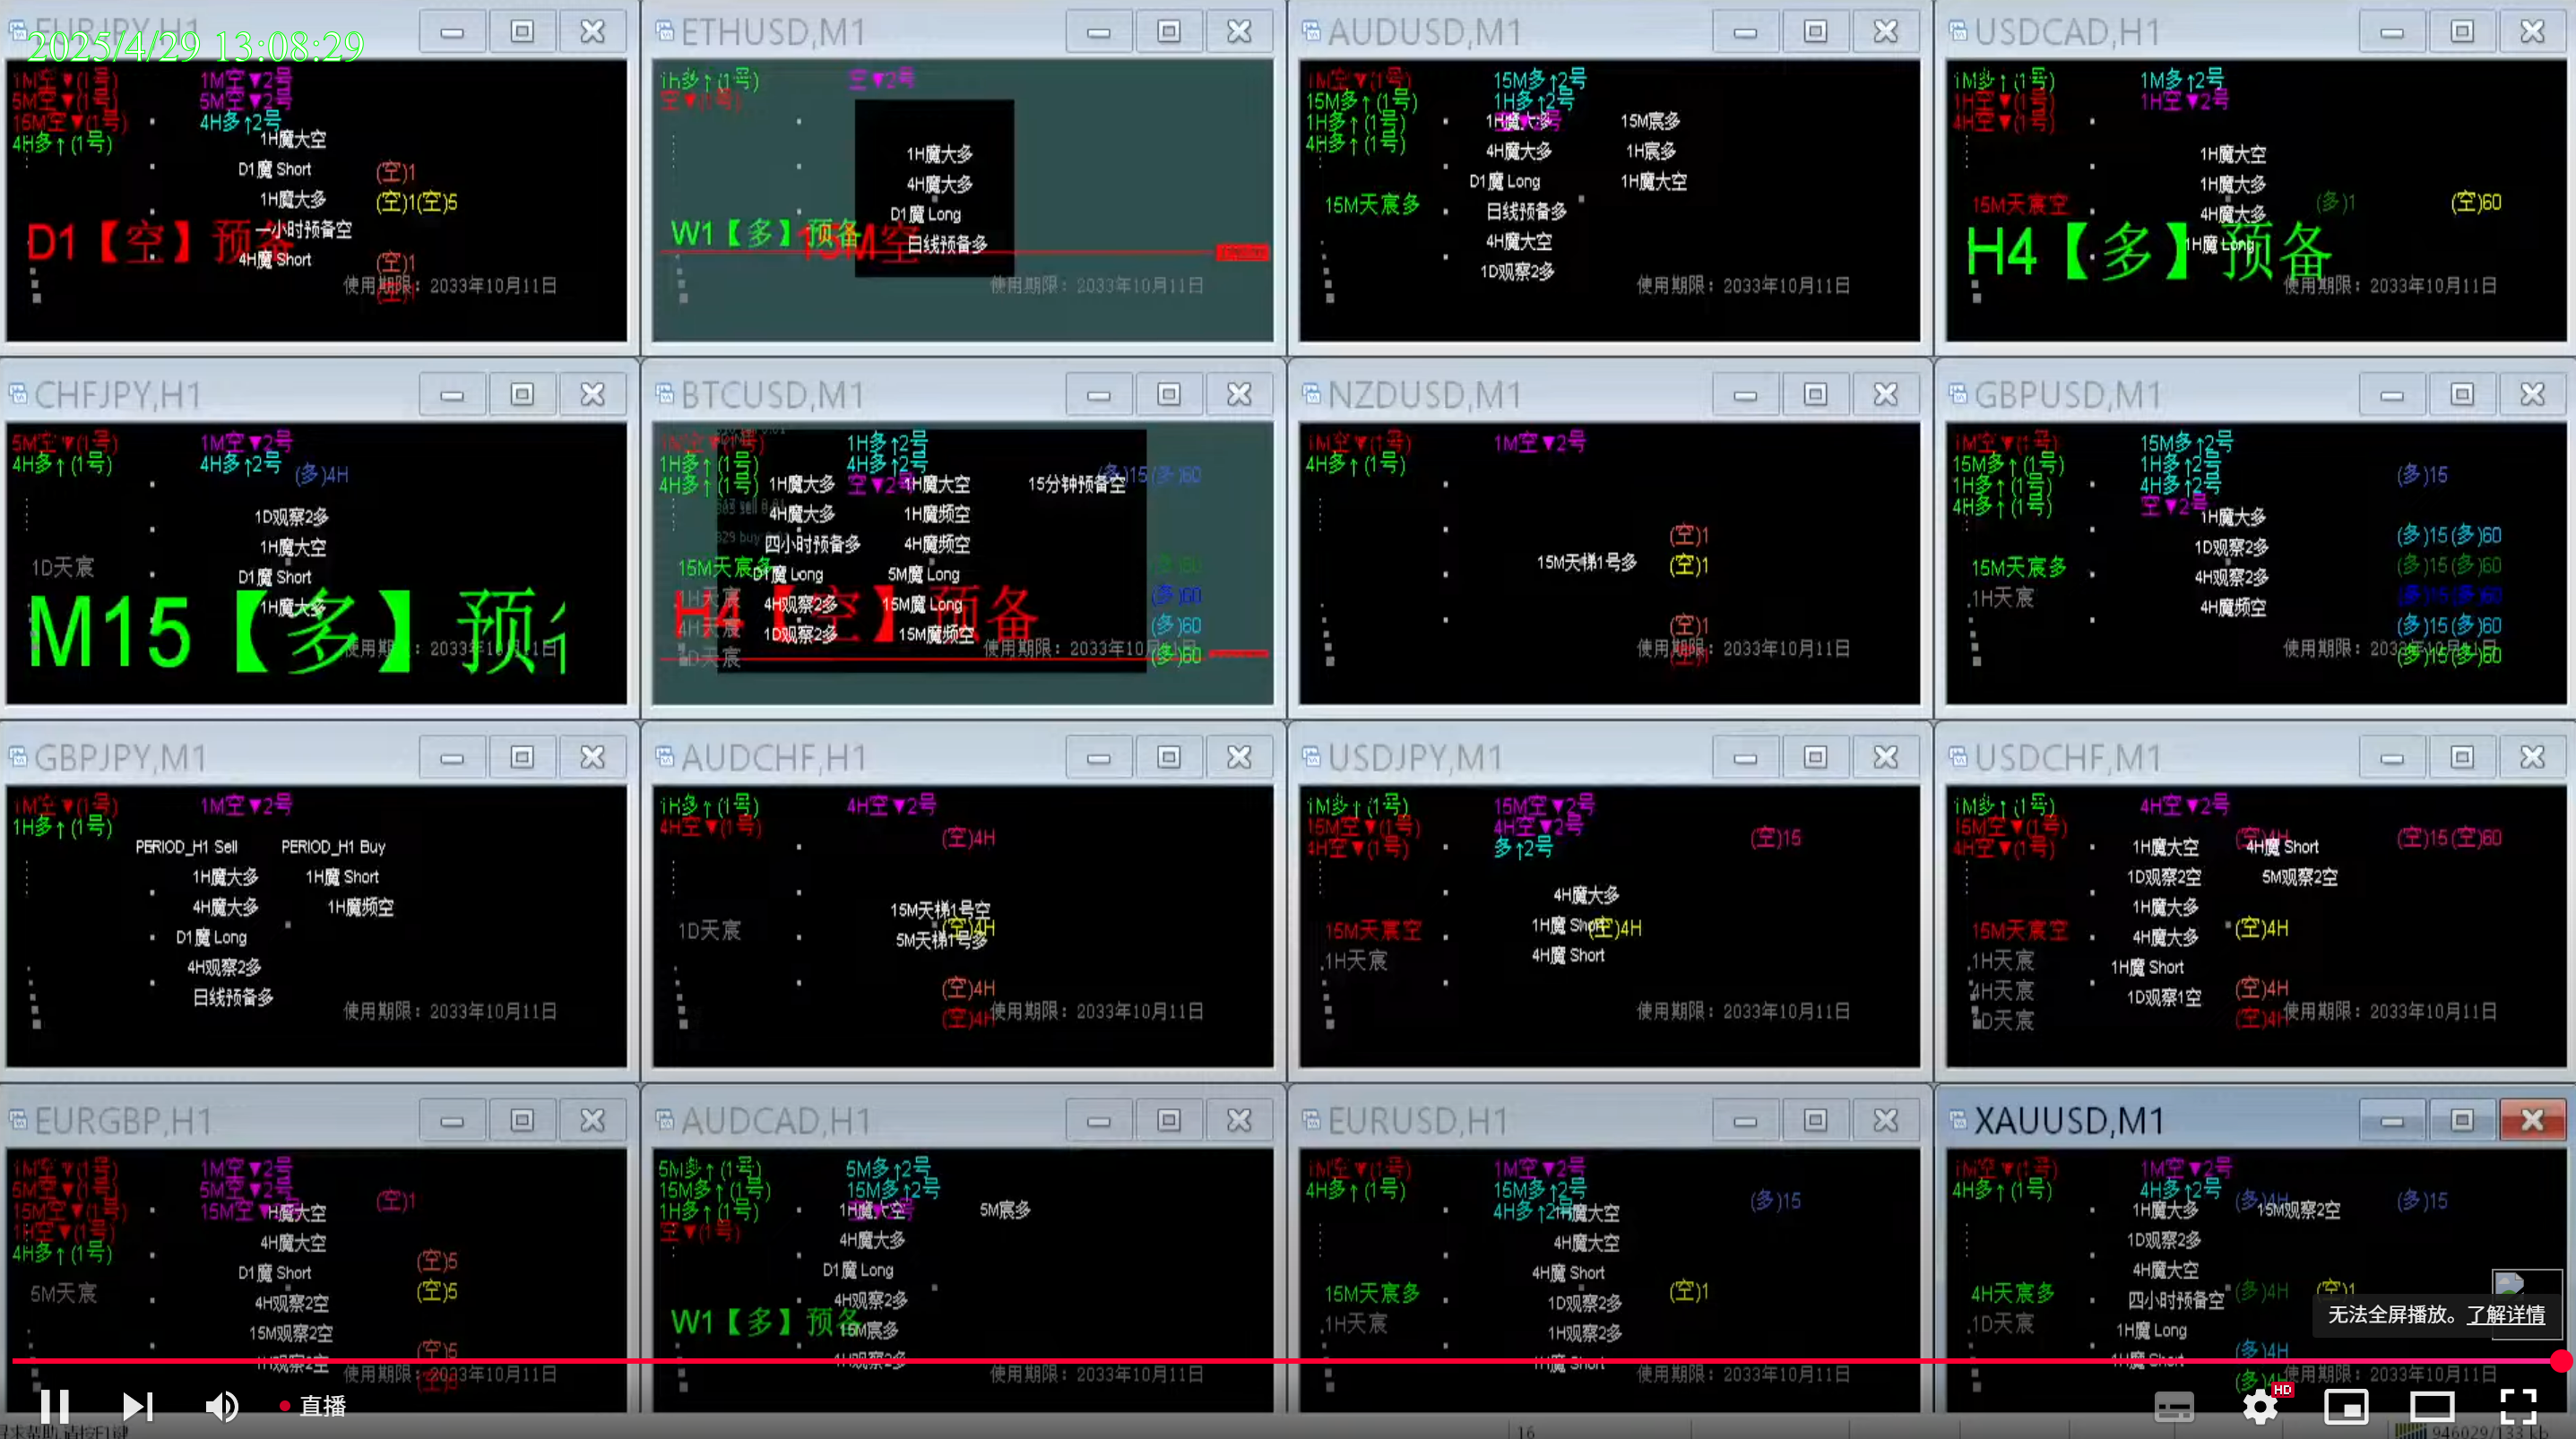 EURJPY,H1
2025/4/29 13:08:29
1M空▼(1号)
5M空▼(1号)
15M空▼(1号)
4H多↑(1号)
1M空▼2号
5M空▼2号
4H多↑2号
1H魔大空
D1魔 Short
1H魔大多
一小时预备空
4H魔 Short
(空)1
(空)1(空)5
(空)1
D1【空】预备
使用期限：2033年10月11日
ETHUSD,M1
1H多↑(1号)
空▼(1号)
空▼2号
1H魔大多
4H魔大多
D1魔 Long
日线预备多
W1【多】预备
15M空
使用期限：2033年10月11日
AUDUSD,M1
1M空▼(1号)
15M多↑(1号)
1H多↑(1号)
4H多↑(1号)
15M多↑2号
1H多↑2号
1H魔大多
4H魔大多
D1魔 Long
日线预备多
4H魔大空
1D观察2多
15M宸多
1H宸多
1H魔大空
15M天宸多
使用期限：2033年10月11日
USDCAD,H1
1M多↑(1号)
1H空▼(1号)
4H空▼(1号)
1M多↑2号
1H空▼2号
1H魔大空
1H魔大多
4H魔大多
1H魔 Long
15M天宸空
(多)1
(空)60
H4【多】预备
使用期限：2033年10月11日
CHFJPY,H1
5M空▼(1号)
4H多↑(1号)
1M空▼2号
4H多↑2号
(多)4H
1D观察2多
1H魔大空
D1魔 Short
1H魔大多
1D天宸
M15【多】预
使用期限：2033年10月11日
BTCUSD,M1
1M空▼(1号)
1H多↑(1号)
4H多↑(1号)
1H多↑2号
4H多↑2号
空▼2号
1H魔大多
4H魔大多
四小时预备多
D1魔 Long
4H观察2多
1D观察2多
1H魔大空
1H魔频空
4H魔频空
5M魔 Long
15M魔 Long
15M魔频空
15分钟预备空
(多)15(多)60
15M天宸多
1H天宸
4H天宸
1D天宸
(多)60
(多)60
(多)60
(多)60
H4【空】预备
使用期限：2033年10月11日
NZDUSD,M1
1M空▼(1号)
4H多↑(1号)
1M空▼2号
15M天梯1号多
(空)1
(空)1
(空)1
使用期限：2033年10月11日
GBPUSD,M1
1M空▼(1号)
15M多↑(1号)
1H多↑(1号)
4H多↑(1号)
15M多↑2号
1H多↑2号
4H多↑2号
空▼2号
1H魔大多
1D观察2多
4H观察2多
4H魔频空
15M天宸多
1H天宸
(多)15
(多)15(多)60
(多)15(多)60
(多)15(多)60
(多)15(多)60
(多)15(多)60
使用期限：2033年10月11日
GBPJPY,M1
1M空▼(1号)
1H多↑(1号)
1M空▼2号
PERIOD_H1 Sell
1H魔大多
4H魔大多
D1魔 Long
4H观察2多
日线预备多
PERIOD_H1 Buy
1H魔 Short
1H魔频空
使用期限：2033年10月11日
AUDCHF,H1
1H多↑(1号)
4H空▼(1号)
4H空▼2号
(空)4H
15M天梯1号空
(空)4H
5M天梯1号多
1D天宸
(空)4H
(空)4H
使用期限：2033年10月11日
USDJPY,M1
1M多↑(1号)
15M空▼(1号)
4H空▼(1号)
15M空▼2号
4H空▼2号
多↑2号
(空)15
4H魔大多
1H魔 Short
(空)4H
4H魔 Short
15M天宸空
1H天宸
使用期限：2033年10月11日
USDCHF,M1
1M多↑(1号)
15M空▼(1号)
4H空▼(1号)
4H空▼2号
(空)4H
(空)15(空)60
1H魔大空
1D观察2空
1H魔大多
4H魔大多
1H魔 Short
1D观察1空
4H魔 Short
5M观察2空
(空)4H
(空)4H
(空)4H
15M天宸空
1H天宸
4H天宸
1D天宸
使用期限：2033年10月11日
EURGBP,H1
1M空▼(1号)
5M空▼(1号)
15M空▼(1号)
1H空▼(1号)
4H多↑(1号)
1M空▼2号
5M空▼2号
15M空▼2号
(空)1
1H魔大空
4H魔大空
D1魔 Short
4H观察2空
15M观察2空
1H观察2空
5M天宸
(空)5
(空)5
(空)5
使用期限：2033年10月11日
AUDCAD,H1
5M多↑(1号)
15M多↑(1号)
1H多↑(1号)
空▼(1号)
5M多↑2号
15M多↑2号
1H魔大空
4H魔大多
D1魔 Long
4H观察2多
15M宸多
1H观察2多
5M宸多
W1【多】预备
使用期限：2033年10月11日
EURUSD,H1
1M空▼(1号)
4H多↑(1号)
1M空▼2号
15M多↑2号
4H多↑2号
(多)15
1H魔大空
4H魔大空
4H魔 Short
1D观察2多
1H观察2多
1H魔 Short
(空)1
15M天宸多
1H天宸
使用期限：2033年10月11日
XAUUSD,M1
1M空▼(1号)
4H多↑(1号)
1M空▼2号
4H多↑2号
(多)4H
(多)15
1H魔大多
1D观察2多
4H魔大空
四小时预备空
1H魔 Long
1H魔 Short
15M观察2空
(多)4H
(空)1
(多)4H
(多)4H
4H天宸多
1D天宸
使用期限：2033年10月11日
无法全屏播放。了解详情
直播
HD
16
946029/133 kb